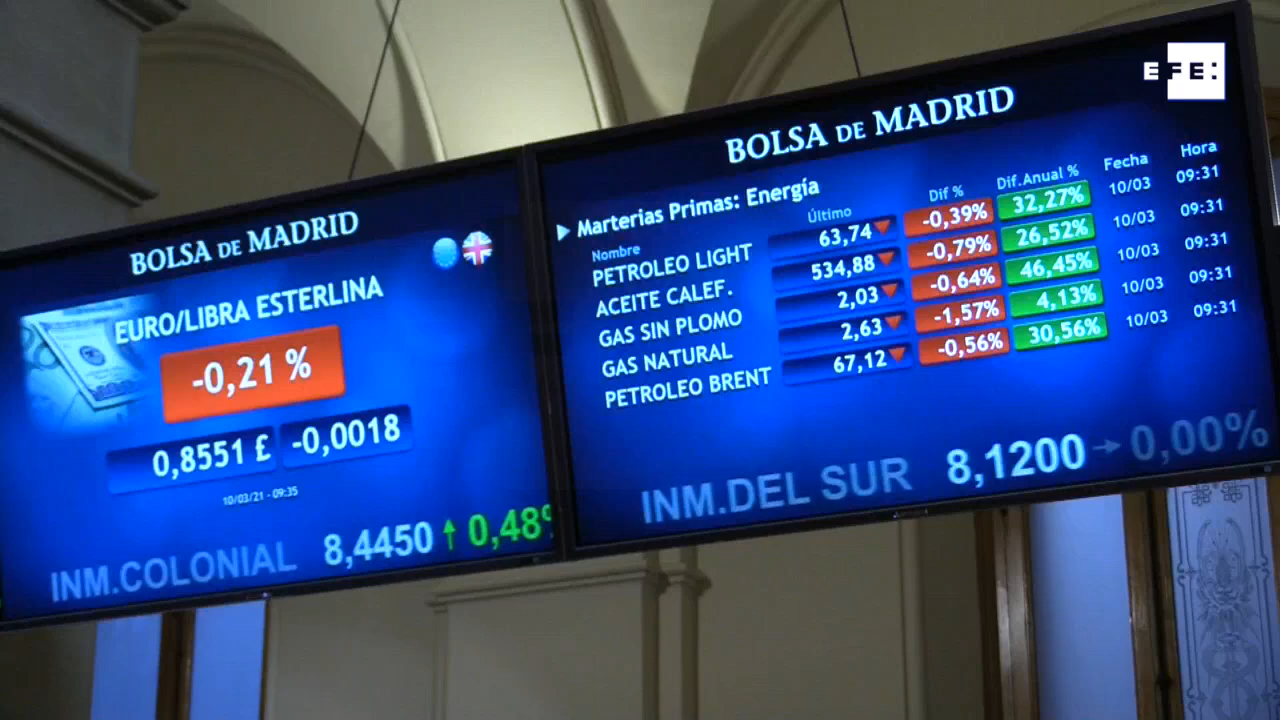 EFE:
BOLSA DE MADRID
EURO/LIBRA ESTERLINA
-0,21 %
0,8551 £ -0,0018
10/03/21 - 09:35
INM.COLONIAL 8,4450 ↑ 0,48%
BOLSA DE MADRID
Marterias Primas: Energía
Nombre Último Dif % Dif.Anual % Fecha Hora
PETROLEO LIGHT 63,74 -0,39% 32,27% 10/03 09:31
ACEITE CALEF. 534,88 -0,79% 26,52% 10/03 09:31
GAS SIN PLOMO 2,03 -0,64% 46,45% 10/03 09:31
GAS NATURAL 2,63 -1,57% 4,13% 10/03 09:31
PETROLEO BRENT 67,12 -0,56% 30,56% 10/03 09:31
INM.DEL SUR 8,1200 → 0,00%